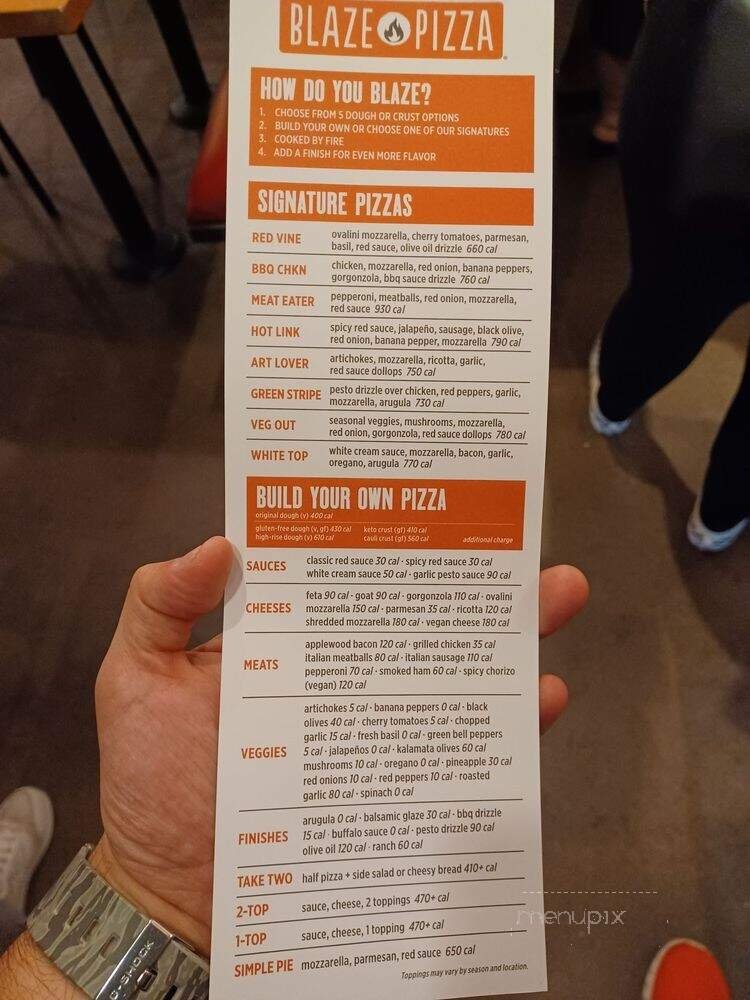 BLAZE PIZZA
HOW DO YOU BLAZE?
1. CHOOSE FROM 5 DOUGH OR CRUST OPTIONS
2. BUILD YOUR OWN OR CHOOSE ONE OF OUR SIGNATURES
3. COOKED BY FIRE
4. ADD A FINISH FOR EVEN MORE FLAVOR
SIGNATURE PIZZAS
RED VINE ovalini mozzarella, cherry tomatoes, parmesan,
basil, red sauce, olive oil drizzle 660 cal
BBQ CHKN chicken, mozzarella, red onion, banana peppers,
gorgonzola, bbq sauce drizzle 760 cal
MEAT EATER pepperoni, meatballs, red onion, mozzarella,
red sauce 930 cal
HOT LINK spicy red sauce, jalapeño, sausage, black olive,
red onion, banana pepper, mozzarella 790 cal
ART LOVER artichokes, mozzarella, ricotta, garlic,
red sauce dollops 750 cal
GREEN STRIPE pesto drizzle over chicken, red peppers, garlic,
mozzarella, arugula 730 cal
VEG OUT seasonal veggies, mushrooms, mozzarella,
red onion, gorgonzola, red sauce dollops 780 cal
WHITE TOP white cream sauce, mozzarella, bacon, garlic,
oregano, arugula 770 cal
BUILD YOUR OWN PIZZA
original dough (v) 400 cal
gluten-free dough (v, gf) 430 cal keto crust (gf) 410 cal
high-rise dough (v) 610 cal cauli crust (gf) 560 cal additional charge
SAUCES classic red sauce 30 cal · spicy red sauce 30 cal
white cream sauce 50 cal · garlic pesto sauce 90 cal
CHEESES feta 90 cal · goat 90 cal · gorgonzola 110 cal · ovalini
mozzarella 150 cal · parmesan 35 cal · ricotta 120 cal
shredded mozzarella 180 cal · vegan cheese 180 cal
MEATS applewood bacon 120 cal · grilled chicken 35 cal
italian meatballs 80 cal · italian sausage 110 cal
pepperoni 70 cal · smoked ham 60 cal · spicy chorizo
(vegan) 120 cal
VEGGIES artichokes 5 cal · banana peppers 0 cal · black
olives 40 cal · cherry tomatoes 5 cal · chopped
garlic 15 cal · fresh basil 0 cal · green bell peppers
5 cal · jalapeños 0 cal · kalamata olives 60 cal
mushrooms 10 cal · oregano 0 cal · pineapple 30 cal
red onions 10 cal · red peppers 10 cal · roasted
garlic 80 cal · spinach 0 cal
FINISHES arugula 0 cal · balsamic glaze 30 cal · bbq drizzle
15 cal · buffalo sauce 0 cal · pesto drizzle 90 cal
olive oil 120 cal · ranch 60 cal
TAKE TWO half pizza + side salad or cheesy bread 410+ cal
2-TOP sauce, cheese, 2 toppings 470+ cal
1-TOP sauce, cheese, 1 topping 470+ cal
SIMPLE PIE mozzarella, parmesan, red sauce 650 cal
Toppings may vary by season and location.
menupix
G-SHOCK